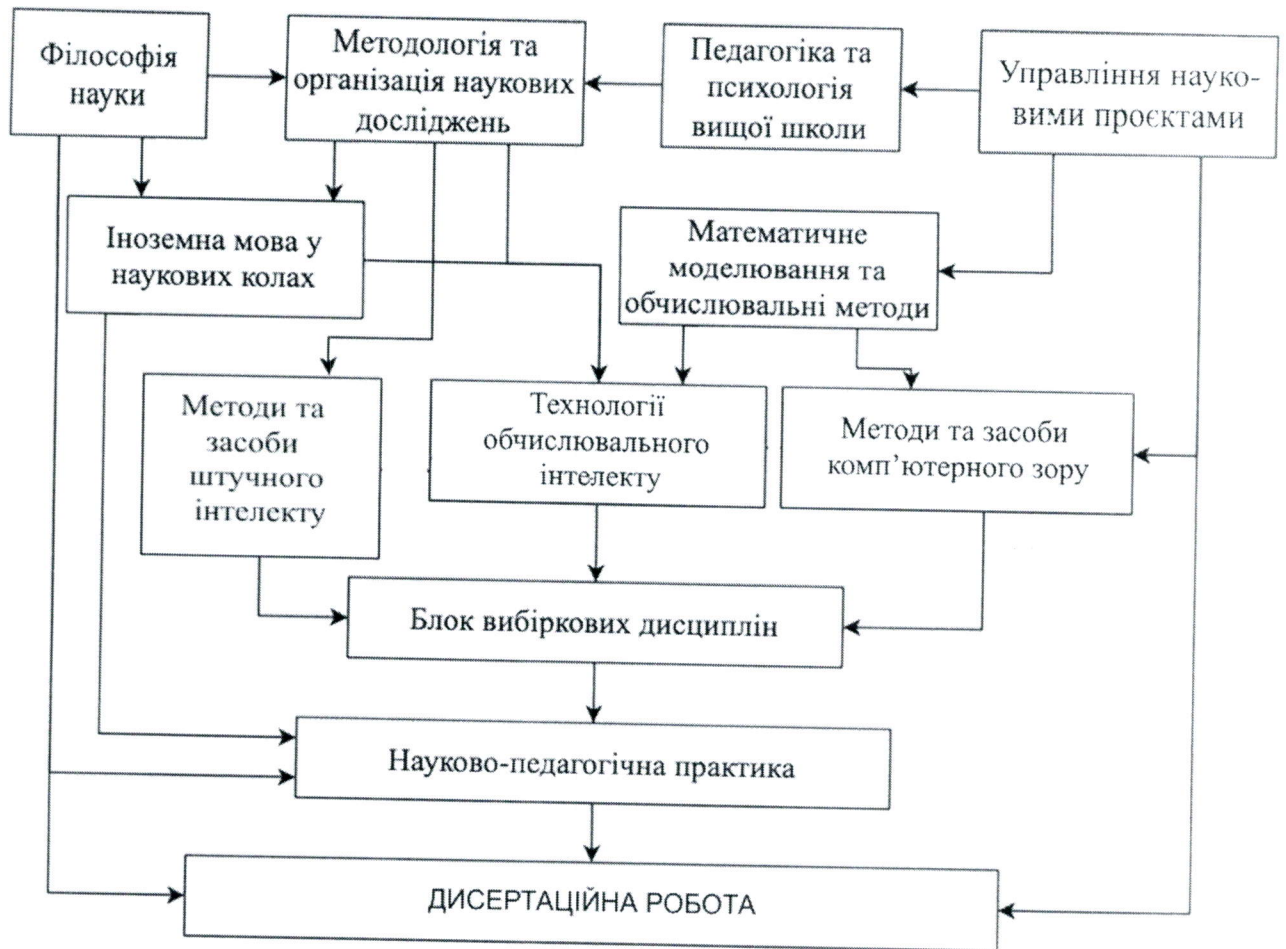 Філософія
науки
Методологія та
організація наукових
досліджень
Педагогіка та
психологія
вищої школи
Управління науко-
вими проєктами
Іноземна мова у
наукових колах
Математичне
моделювання та
обчислювальні методи
Методи та
засоби
штучного
інтелекту
Технології
обчислювального
інтелекту
Методи та засоби
комп’ютерного зору
Блок вибіркових дисциплін
Науково-педагогічна практика
ДИСЕРТАЦІЙНА РОБОТА